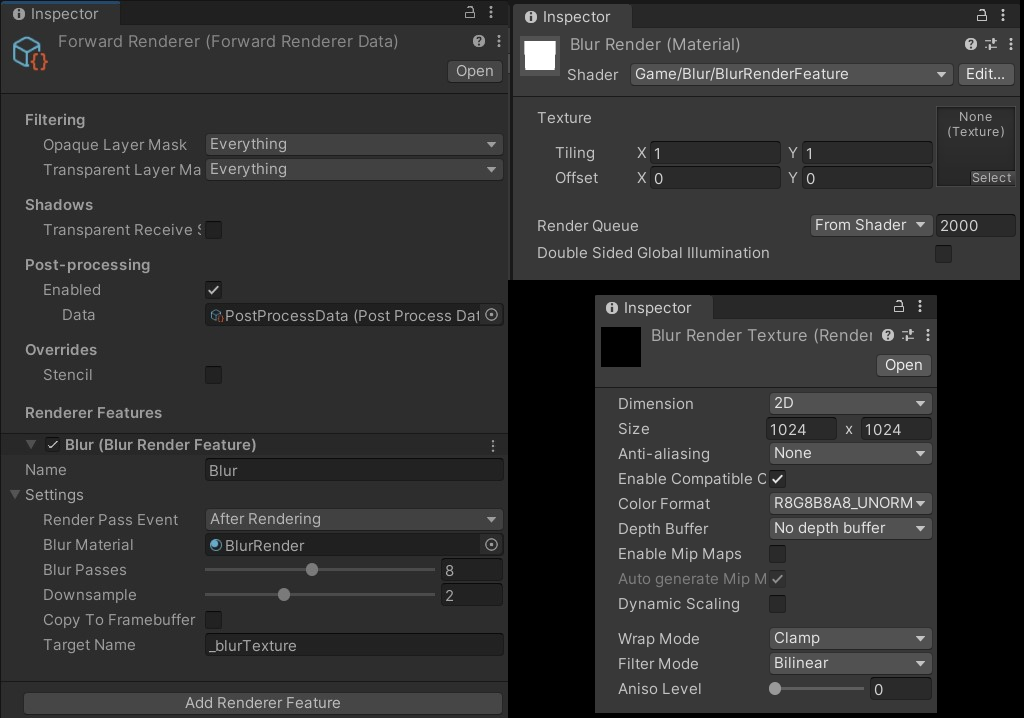 Inspector
Forward Renderer (Forward Renderer Data)
Open
Filtering
Opaque Layer Mask Everything
Transparent Layer Ma Everything
Shadows
Transparent Receive S
Post-processing
Enabled
Data PostProcessData (Post Process Dat
Overrides
Stencil
Renderer Features
Blur (Blur Render Feature)
Name Blur
Settings
Render Pass Event After Rendering
Blur Material BlurRender
Blur Passes 8
Downsample 2
Copy To Framebuffer
Target Name _blurTexture
Add Renderer Feature
Inspector
Blur Render (Material)
Shader Game/Blur/BlurRenderFeature Edit...
Texture None
(Texture)
Tiling X 1 Y 1
Offset X 0 Y 0 Select
Render Queue From Shader 2000
Double Sided Global Illumination
Inspector
Blur Render Texture (Render
Open
Dimension 2D
Size 1024 x 1024
Anti-aliasing None
Enable Compatible C
Color Format R8G8B8A8_UNORM
Depth Buffer No depth buffer
Enable Mip Maps
Auto generate Mip M
Dynamic Scaling
Wrap Mode Clamp
Filter Mode Bilinear
Aniso Level 0